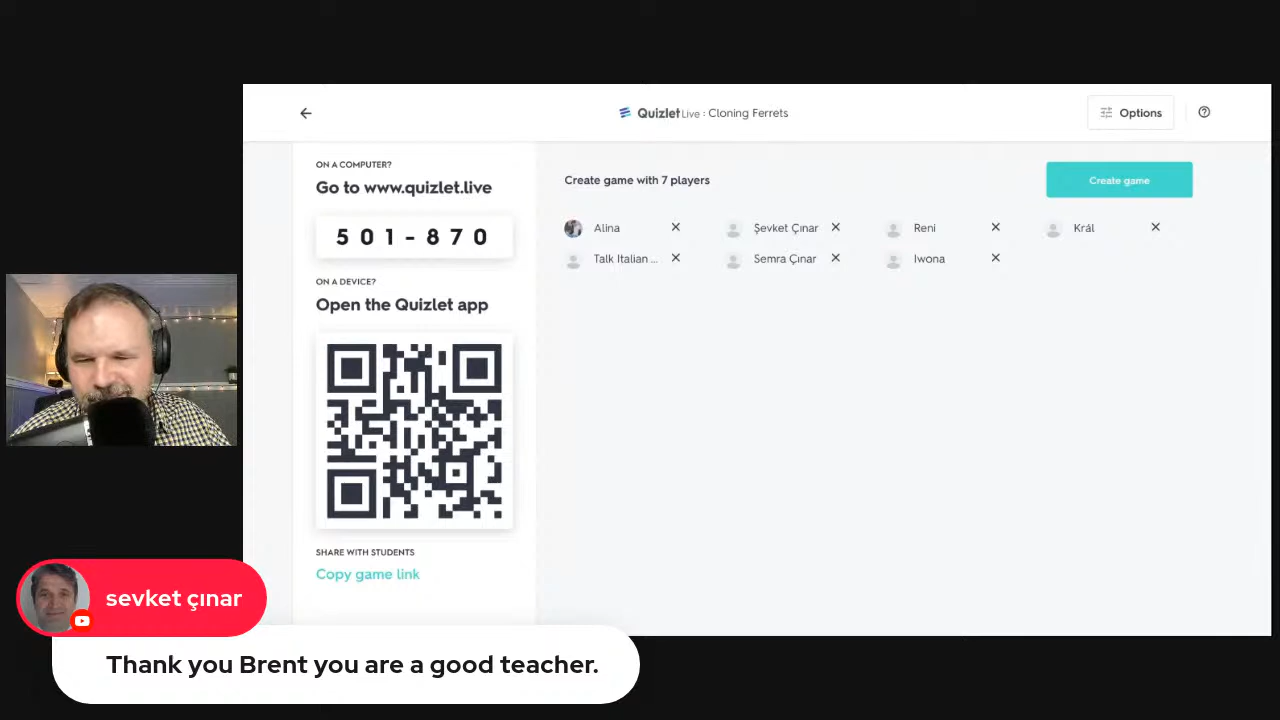 Quizlet Live : Cloning Ferrets
Options
ON A COMPUTER?
Go to www.quizlet.live
501-870
ON A DEVICE?
Open the Quizlet app
SHARE WITH STUDENTS
Copy game link
Create game with 7 players
Create game
Alina
Şevket Çınar
Reni
Král
Talk Italian ...
Semra Çınar
Iwona
sevket çınar
Thank you Brent you are a good teacher.